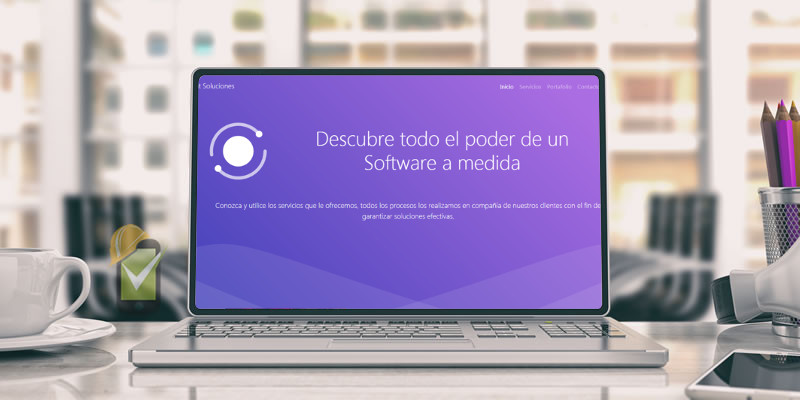 Soluciones
Inicio Servicios Portafolio Contacto
Descubre todo el poder de un
Software a medida
Conozca y utilice los servicios que le ofrecemos, todos los procesos los realizamos en compañía de nuestros clientes con el fin de
garantizar soluciones efectivas.